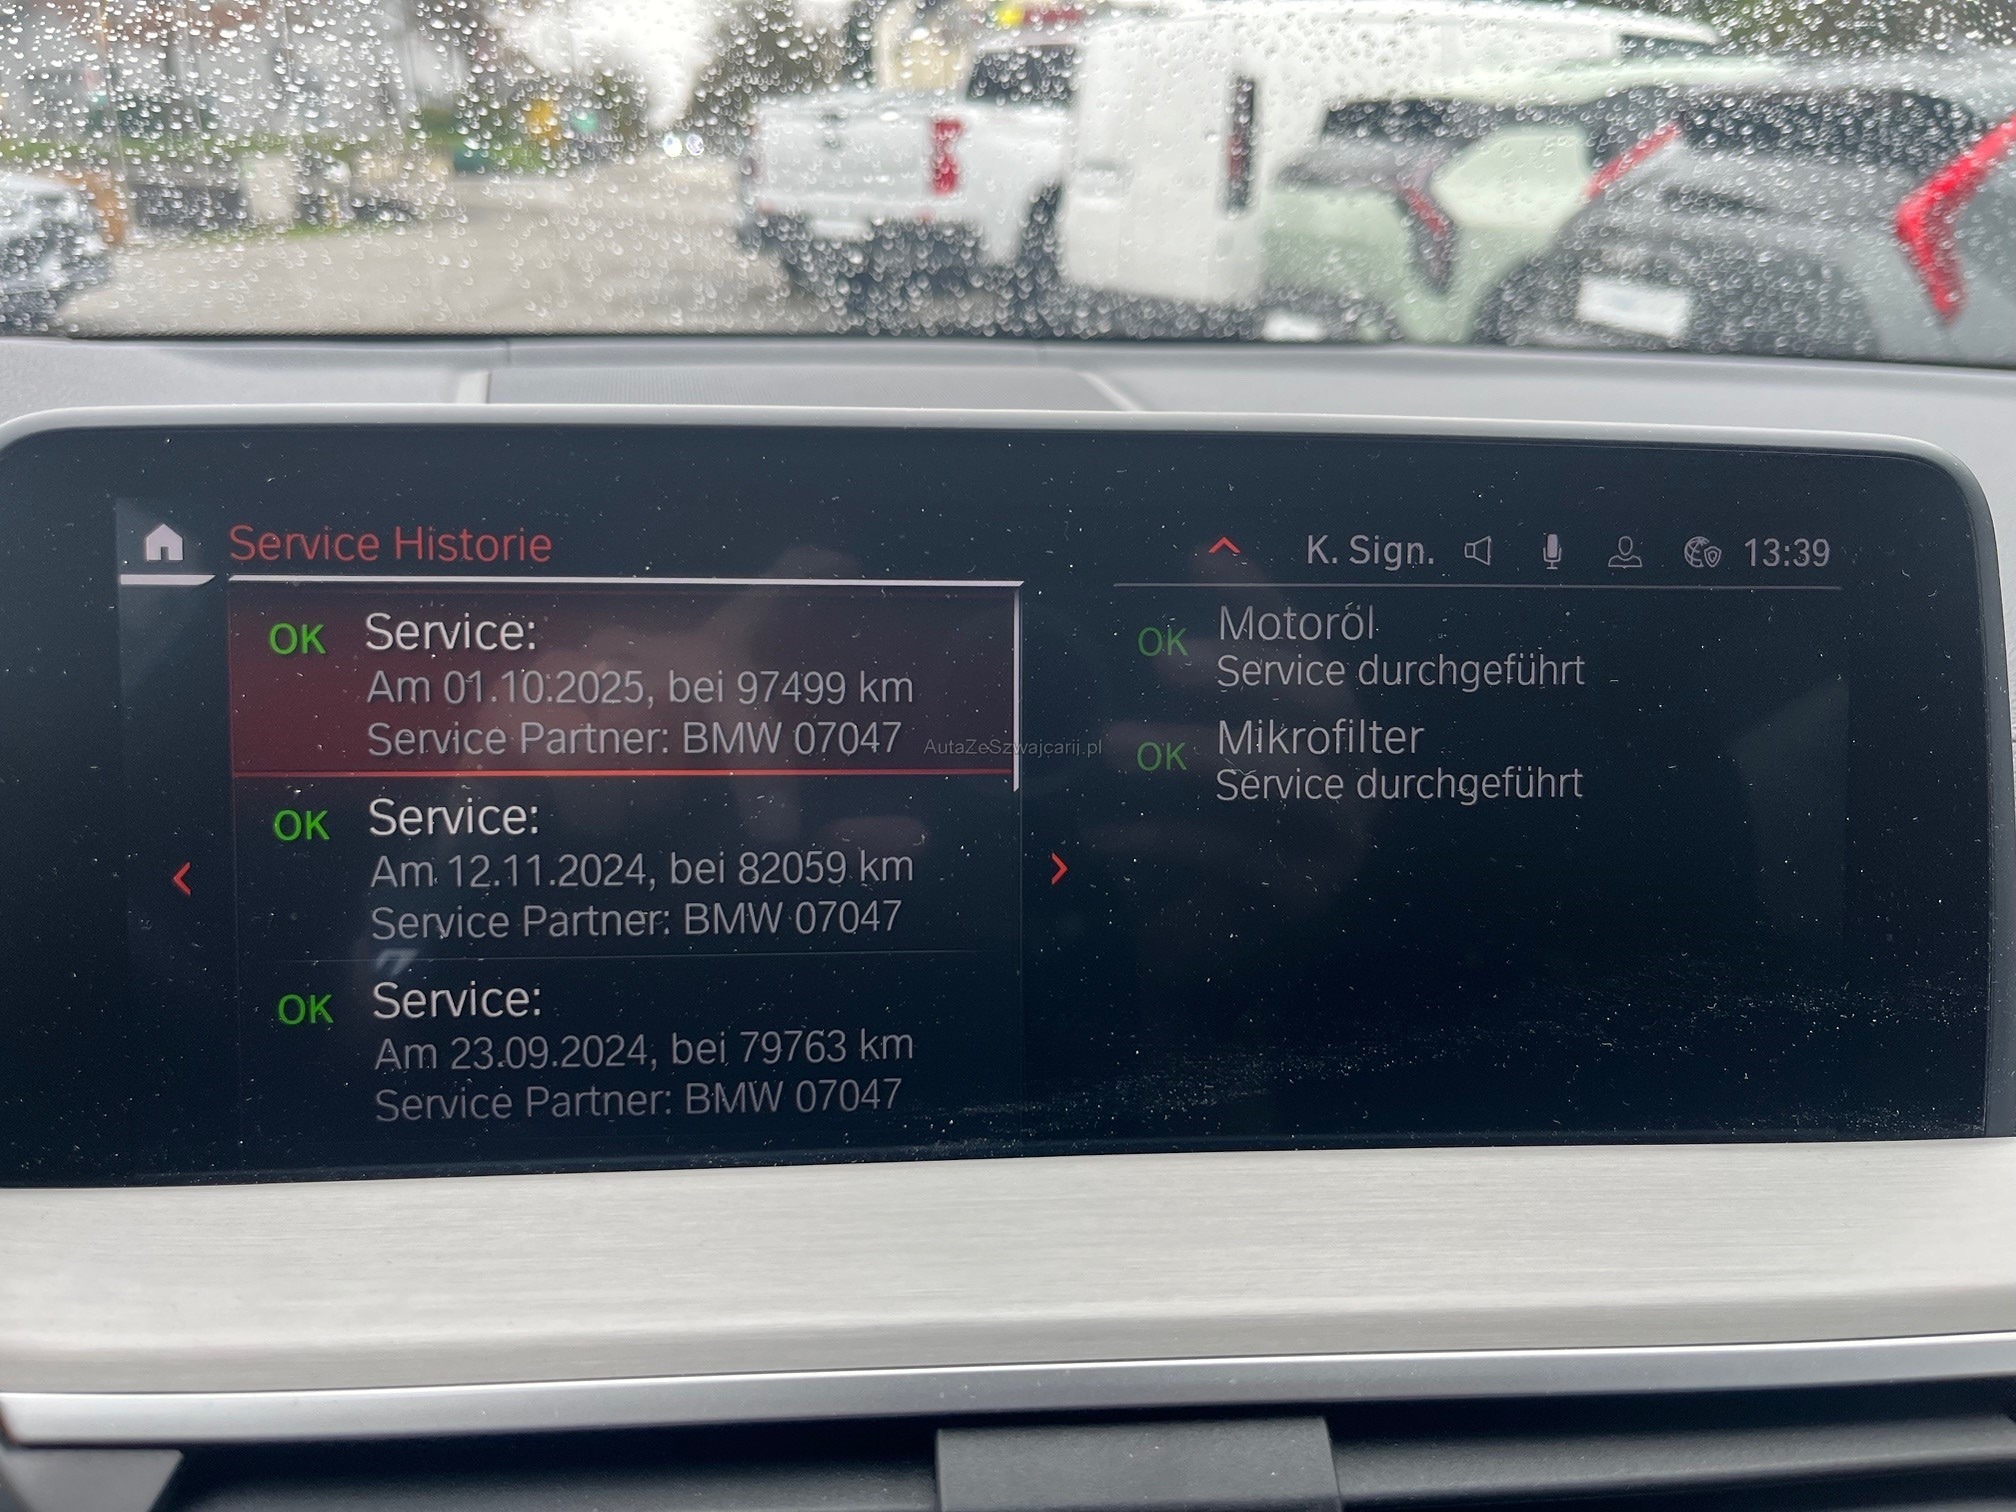 Service Historie
K. Sign.
13:39
OK Service:
Am 01.10.2025, bei 97499 km
Service Partner: BMW 07047
OK Service:
Am 12.11.2024, bei 82059 km
Service Partner: BMW 07047
OK Service:
Am 23.09.2024, bei 79763 km
Service Partner: BMW 07047
OK Motoröl
Service durchgeführt
OK Mikrofilter
Service durchgeführt
AutaZeSzwajcarij.pl